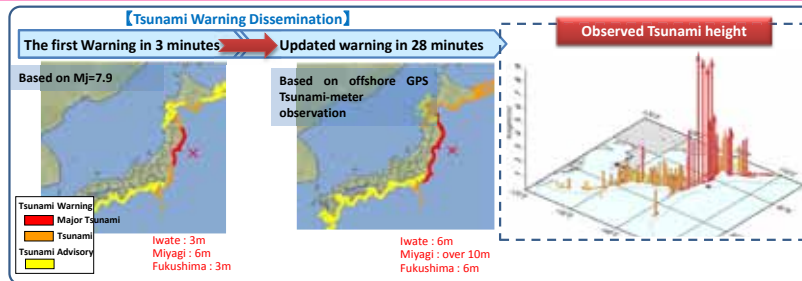 【Tsunami Warning Dissemination】
The first Warning in 3 minutes
Updated warning in 28 minutes
Observed Tsunami height
Based on Mj=7.9
Based on offshore GPS
Tsunami-meter
observation
Tsunami Warning
Major Tsunami
Tsunami
Tsunami Advisory
Iwate : 3m
Miyagi : 6m
Fukushima : 3m
Iwate : 6m
Miyagi : over 10m
Fukushima : 6m